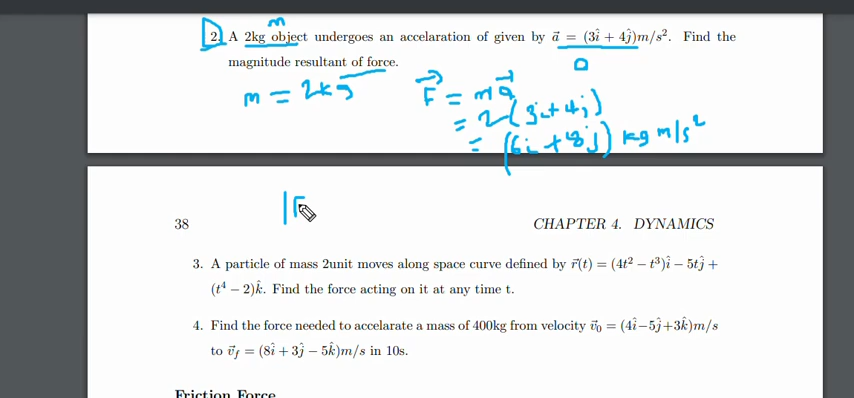 m
2. A 2kg object undergoes an accelaration of given by a⃗ = (3î + 4ĵ)m/s². Find the
magnitude resultant of force.
a
m = 2kg
F⃗ = ma⃗
= 2(3i + 4j)
= (6i + 8j) kg m/s²
|F
38 CHAPTER 4. DYNAMICS
3. A particle of mass 2unit moves along space curve defined by r⃗(t) = (4t² − t³)î − 5tĵ +
(t⁴ − 2)k̂. Find the force acting on it at any time t.
4. Find the force needed to accelarate a mass of 400kg from velocity v⃗₀ = (4î−5ĵ+3k̂)m/s
to v⃗f = (8î + 3ĵ − 5k̂)m/s in 10s.
Friction Force